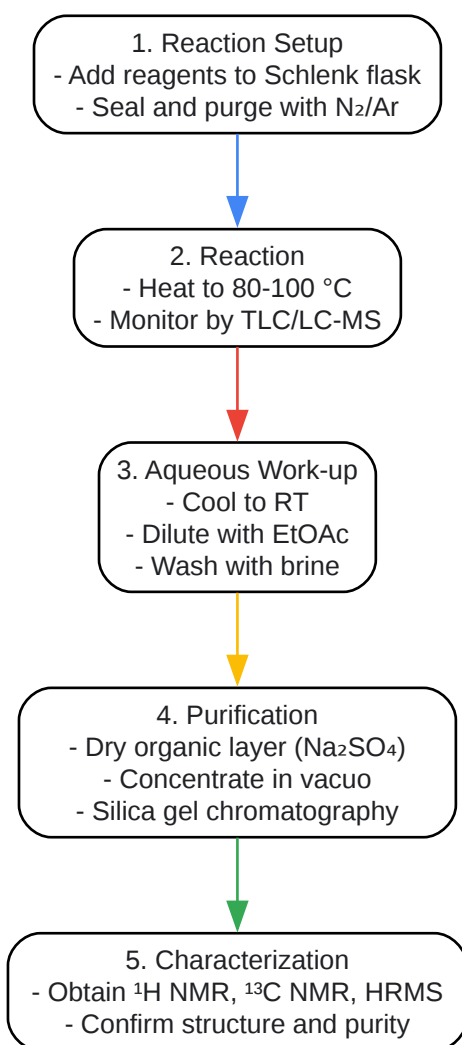 1. Reaction Setup
- Add reagents to Schlenk flask
- Seal and purge with N₂/Ar
2. Reaction
- Heat to 80-100 °C
- Monitor by TLC/LC-MS
3. Aqueous Work-up
- Cool to RT
- Dilute with EtOAc
- Wash with brine
4. Purification
- Dry organic layer (Na₂SO₄)
- Concentrate in vacuo
- Silica gel chromatography
5. Characterization
- Obtain ¹H NMR, ¹³C NMR, HRMS
- Confirm structure and purity